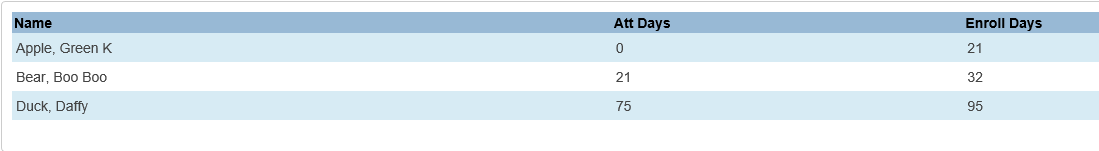 Name Att Days Enroll Days
Apple, Green K 0 21
Bear, Boo Boo 21 32
Duck, Daffy 75 95